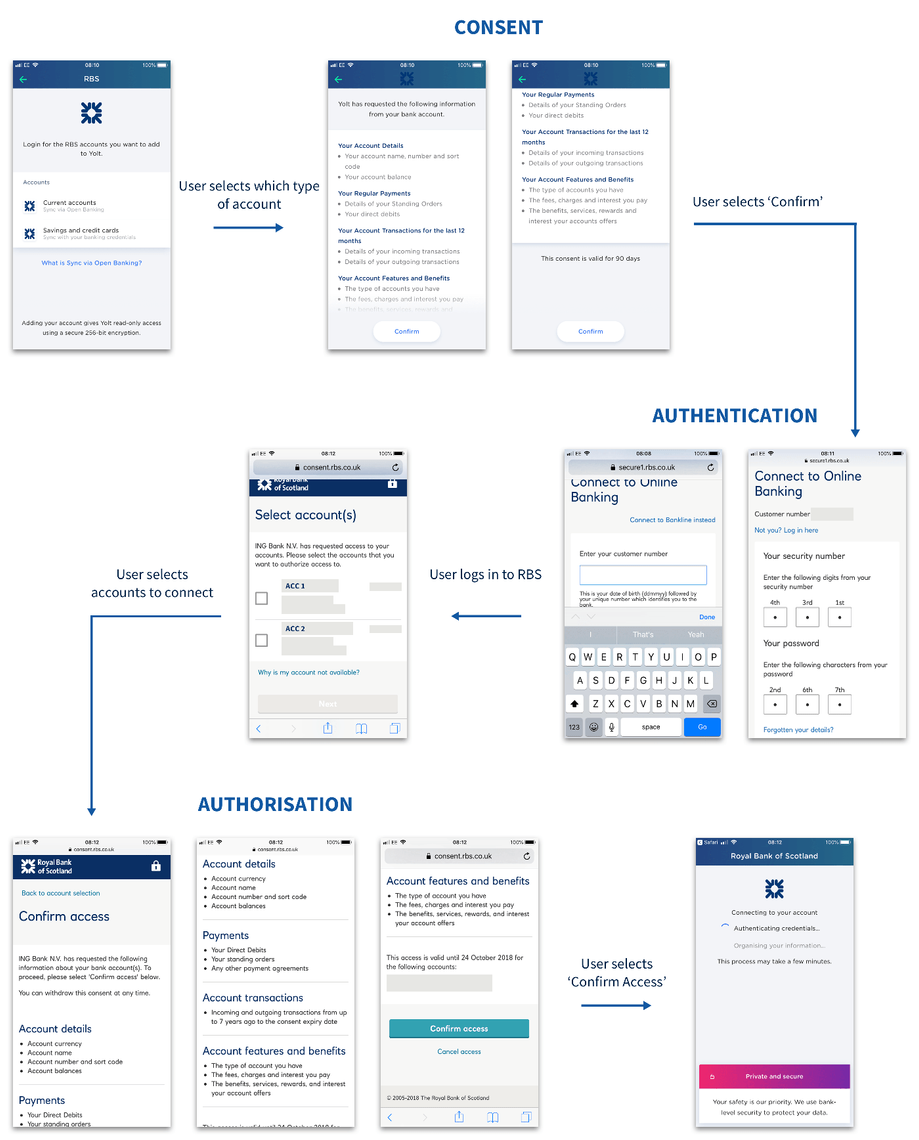 CONSENT
08:10
100%
RBS
Login for the RBS accounts you want to add
to Yolt.
Accounts
Current accounts
Sync via Open Banking
Savings and credit cards
Sync with your banking credentials
What is Sync via Open Banking?
Adding your account gives Yolt read-only access
using a secure 256-bit encryption.
User selects which type
of account
08:10
100%
Yolt has requested the following information
from your bank account.
Your Account Details
• Your account name, number and sort
code
• Your account balance
Your Regular Payments
• Details of your Standing Orders
• Your direct debits
Your Account Transactions for the last 12
months
• Details of your incoming transactions
• Details of your outgoing transactions
Your Account Features and Benefits
• The type of accounts you have
• The fees, charges and interest you pay
• The benefits, services, rewards and
Confirm
08:10
100%
Your Regular Payments
• Details of your Standing Orders
• Your direct debits
Your Account Transactions for the last 12
months
• Details of your incoming transactions
• Details of your outgoing transactions
Your Account Features and Benefits
• The type of accounts you have
• The fees, charges and interest you pay
• The benefits, services, rewards and
interest your accounts offers
This consent is valid for 90 days
Confirm
User selects ‘Confirm’
AUTHENTICATION
EE 08:11 100%
secure1.rbs.co.uk
Connect to Online
Banking
Customer number
Not you? Log in here
Your security number
Enter the following digits from your
security number
4th 3rd 1st
Your password
Enter the following characters from your
password
2nd 6th 7th
Forgotten your details?
EE 08:08 100%
secure1.rbs.co.uk
Connect to Online
Banking
Connect to Bankline instead
Enter your customer number
This is your date of birth (ddmmyy) followed by
your unique number which identifies you to the
bank.
Done
I That's Yeah
Q W E R T Y U I O P
A S D F G H J K L
Z X C V B N M
123 space Go
User logs in to RBS
EE 08:12 100%
consent.rbs.co.uk
Royal Bank
of Scotland
Select account(s)
ING Bank N.V. has requested access to your
accounts. Please select the accounts that you
want to authorize access to.
ACC 1
ACC 2
Why is my account not available?
Next
User selects
accounts to connect
AUTHORISATION
EE 08:12 100%
consent.rbs.co.uk
Royal Bank
of Scotland
Back to account selection
Confirm access
ING Bank N.V. has requested the following
information about your bank account(s). To
proceed, please select 'Confirm access' below.
You can withdraw this consent at any time.
Account details
• Account currency
• Account name
• Account number and sort code
• Account balances
Payments
• Your Direct Debits
• Your standing orders
EE 08:12 100%
consent.rbs.co.uk
Account details
• Account currency
• Account name
• Account number and sort code
• Account balances
Payments
• Your Direct Debits
• Your standing orders
• Any other payment agreements
Account transactions
• Incoming and outgoing transactions from up
to 7 years ago to the consent expiry date
Account features and benefits
• The type of account you have
• The fees, charges and interest you pay
• The benefits, services, rewards, and interest
your account offers
This access is valid until 24 October 2018 for
EE 08:12 100%
consent.rbs.co.uk
Account features and benefits
• The type of account you have
• The fees, charges and interest you pay
• The benefits, services, rewards, and interest
your account offers
This access is valid until 24 October 2018 for
the following accounts:
Confirm access
Cancel access
© 2005-2018 The Royal Bank of Scotland
User selects
‘Confirm Access’
Safari 08:12 100%
Royal Bank of Scotland
Connecting to your account
Authenticating credentials...
Organising your information...
This process may take a few minutes.
Private and secure
Your safety is our priority. We use bank-
level security to protect your data.